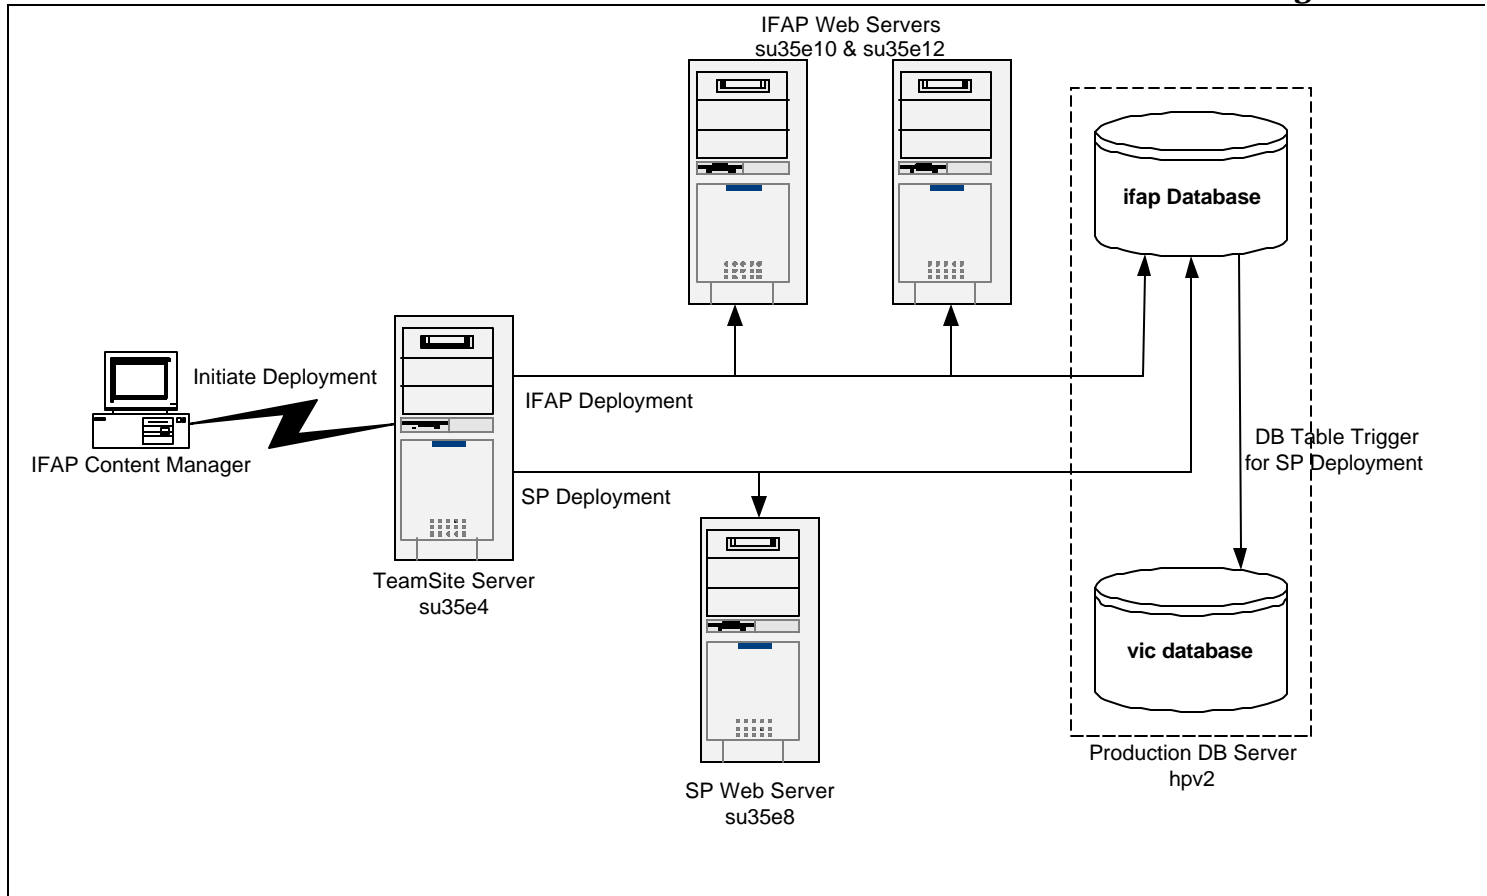 IFAP Web Servers
su35e10 & su35e12
ifap Database
Initiate Deployment
IFAP Deployment
IFAP Content Manager
DB Table Trigger
for SP Deployment
SP Deployment
TeamSite Server
su35e4
vic database
Production DB Server
hpv2
SP Web Server
su35e8